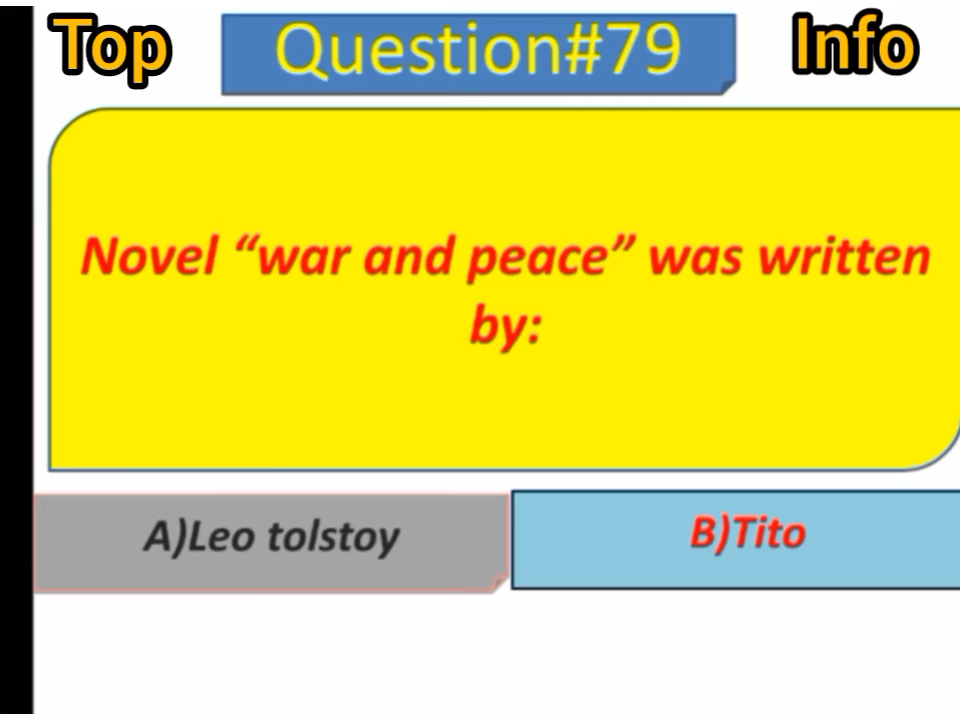 Top Question#79 Info
Novel “war and peace” was written
by:
A)Leo tolstoy
B)Tito